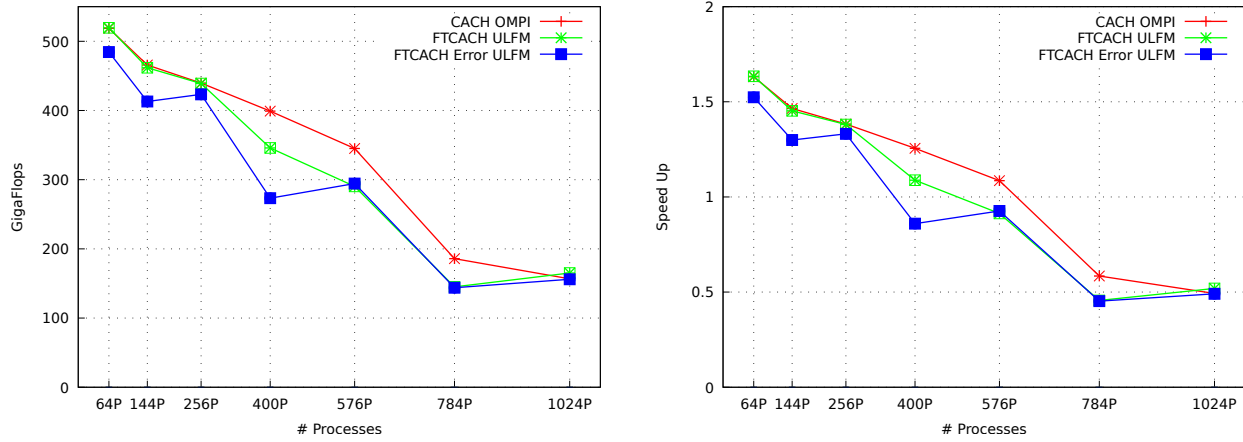 CACH OMPI
FTCACH ULFM
FTCACH Error ULFM
500
400
300
200
100
0
GigaFlops
64P 144P 256P 400P 576P 784P 1024P
# Processes
CACH OMPI
FTCACH ULFM
FTCACH Error ULFM
2
1.5
1
0.5
0
Speed Up
64P 144P 256P 400P 576P 784P 1024P
# Processes